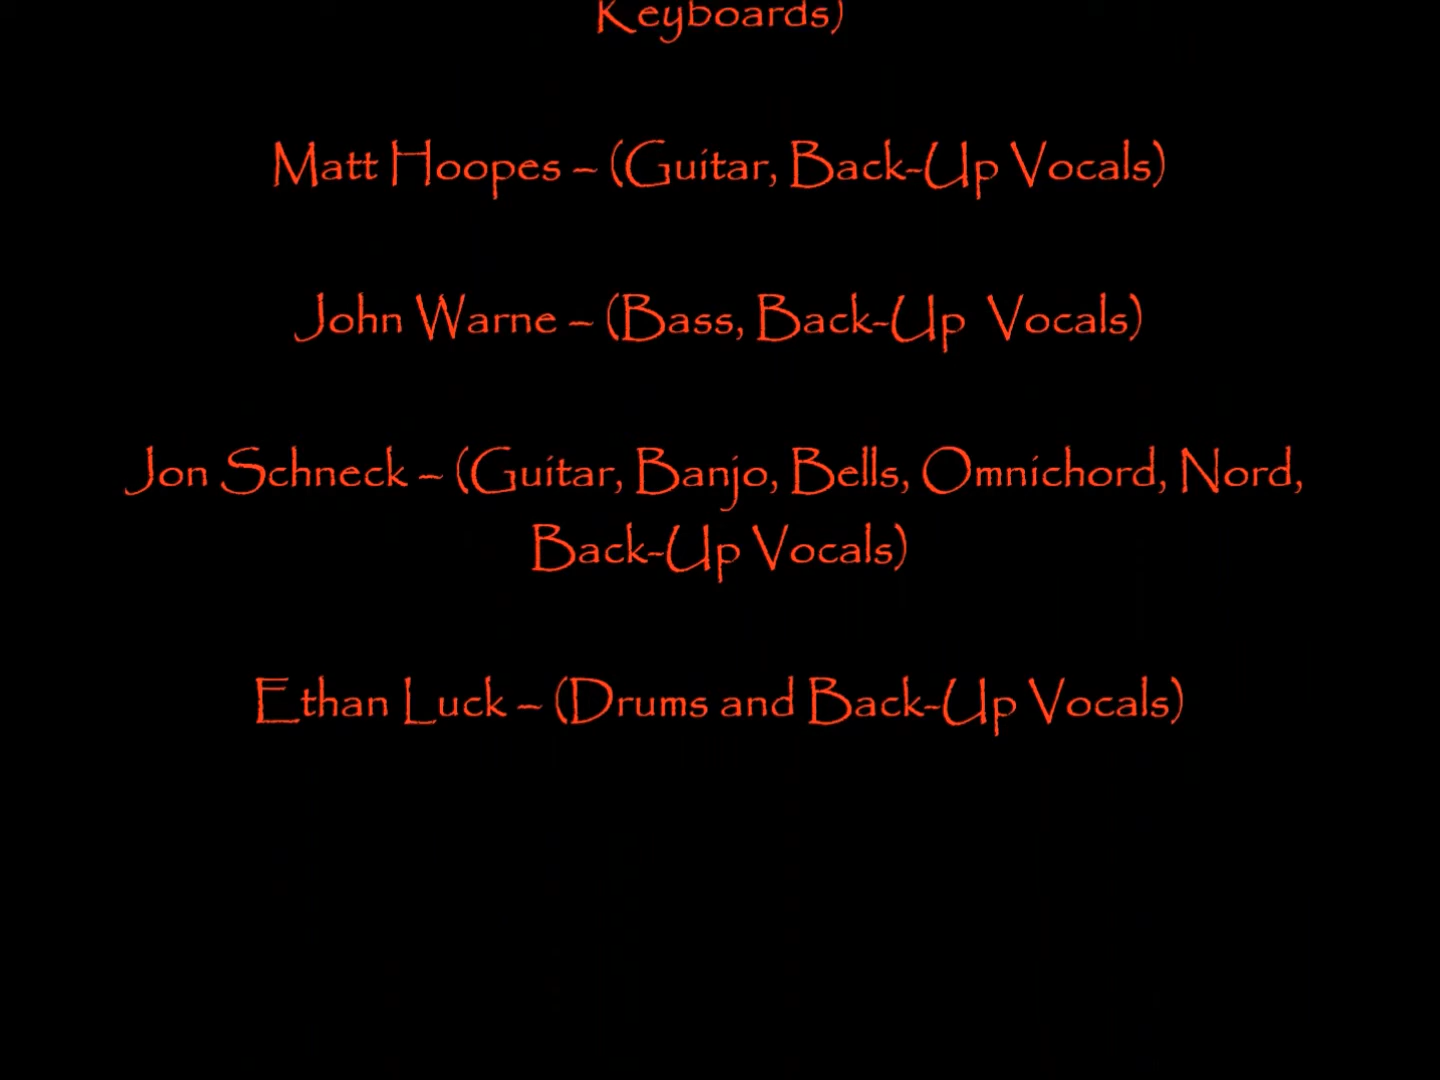 Keyboards)
Matt Hoopes – (Guitar, Back-Up Vocals)
John Warne – (Bass, Back-Up Vocals)
Jon Schneck – (Guitar, Banjo, Bells, Omnichord, Nord,
Back-Up Vocals)
Ethan Luck – (Drums and Back-Up Vocals)